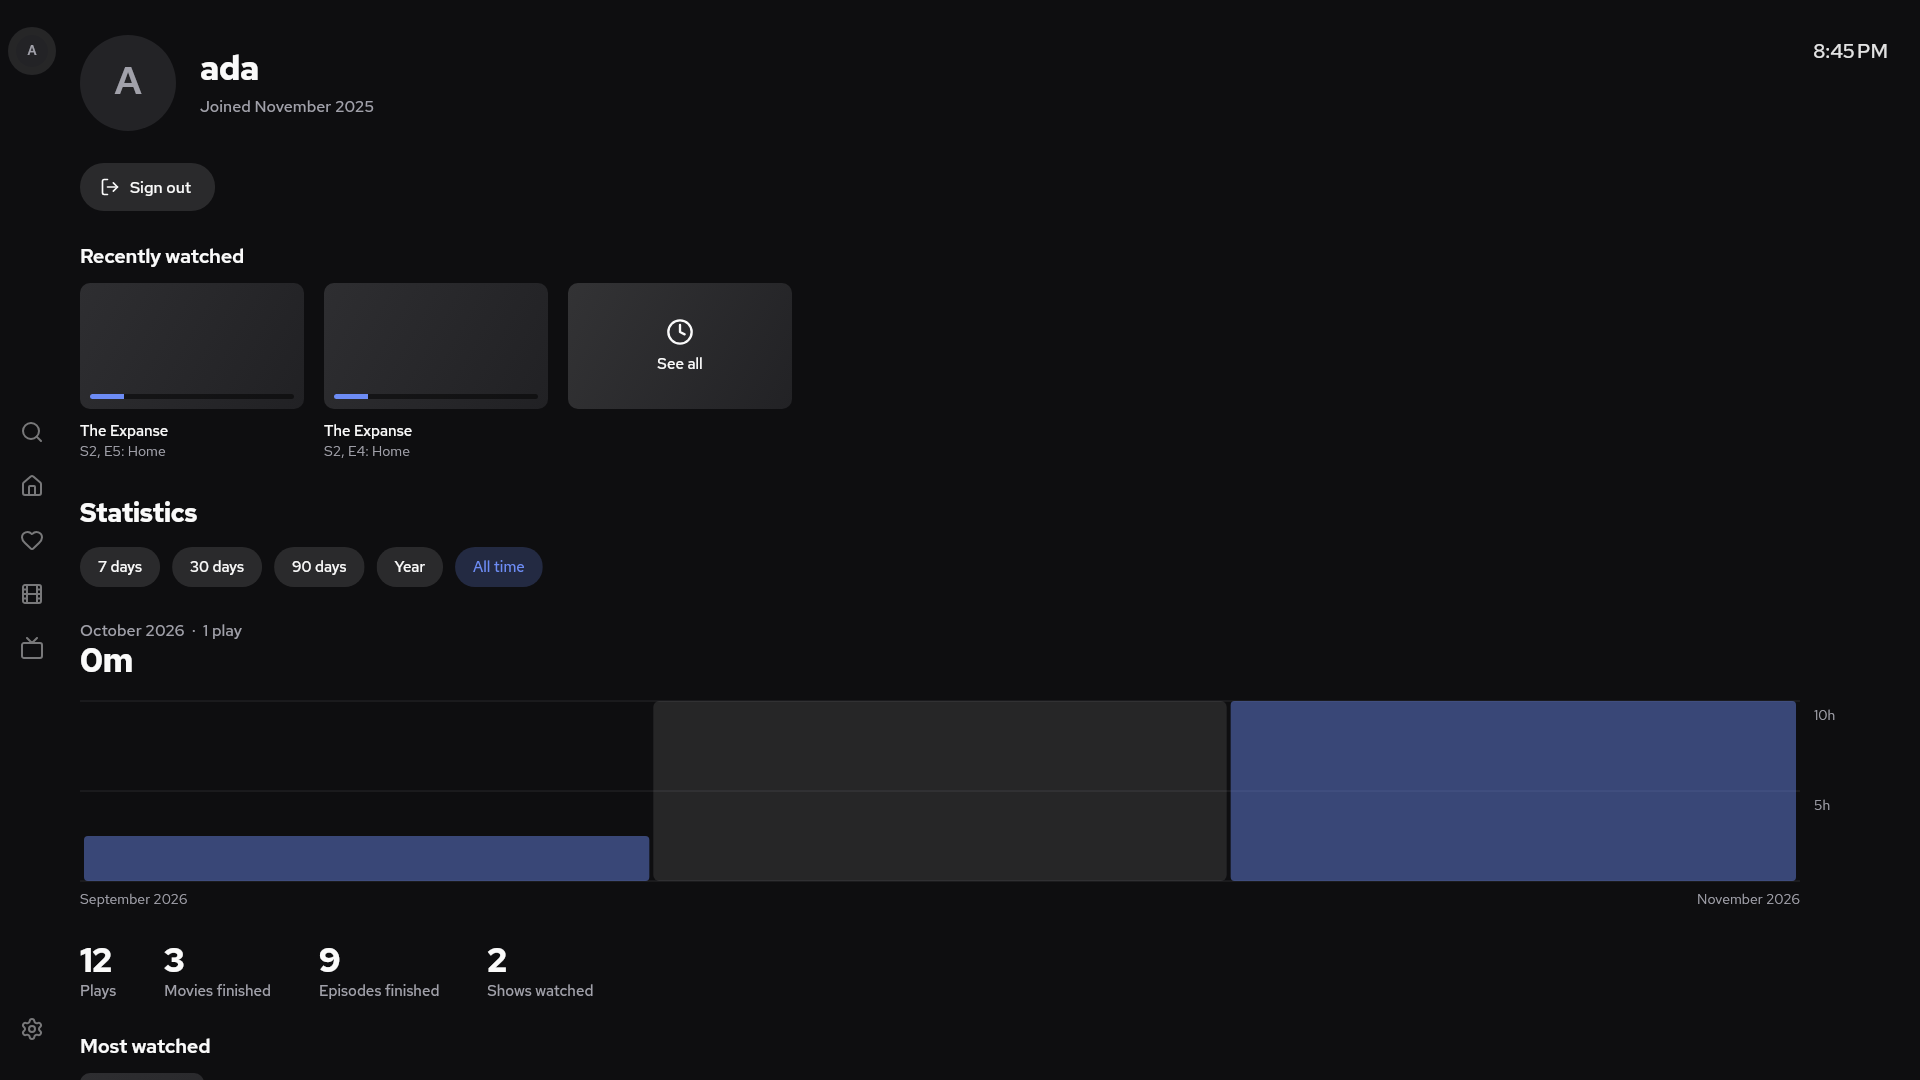 A
A
ada
Joined November 2025
8:45 PM
Sign out
Recently watched
See all
The Expanse
S2, E5: Home
The Expanse
S2, E4: Home
Statistics
7 days
30 days
90 days
Year
All time
October 2026 · 1 play
0m
10h
5h
September 2026
November 2026
12
Plays
3
Movies finished
9
Episodes finished
2
Shows watched
Most watched